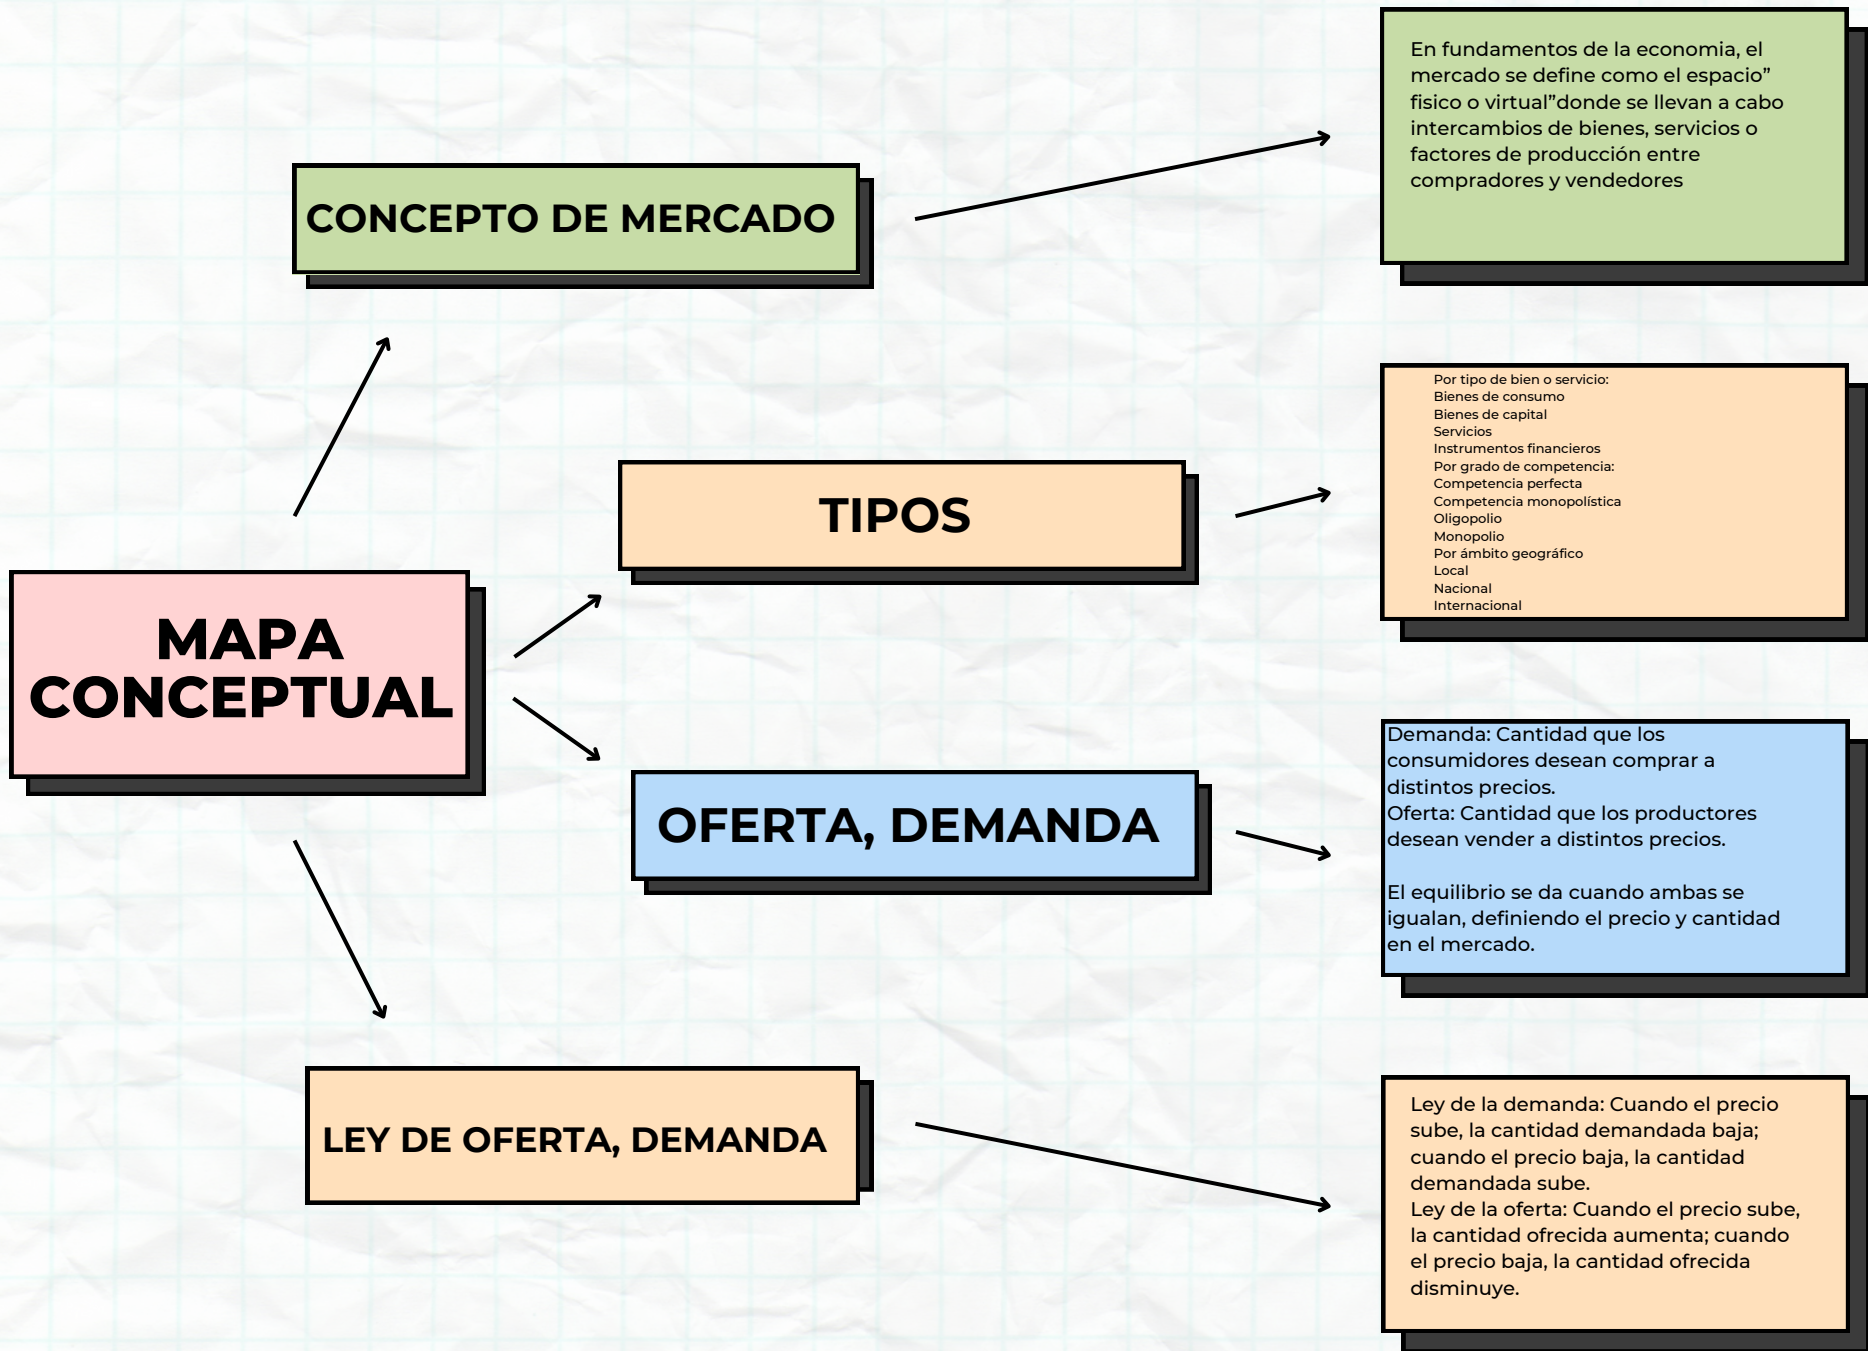 MAPA
CONCEPTUAL
CONCEPTO DE MERCADO
En fundamentos de la economia, el
mercado se define como el espacio”
fisico o virtual”donde se llevan a cabo
intercambios de bienes, servicios o
factores de producción entre
compradores y vendedores
TIPOS
Por tipo de bien o servicio:
Bienes de consumo
Bienes de capital
Servicios
Instrumentos financieros
Por grado de competencia:
Competencia perfecta
Competencia monopolística
Oligopolio
Monopolio
Por ámbito geográfico
Local
Nacional
Internacional
OFERTA, DEMANDA
Demanda: Cantidad que los
consumidores desean comprar a
distintos precios.
Oferta: Cantidad que los productores
desean vender a distintos precios.
El equilibrio se da cuando ambas se
igualan, definiendo el precio y cantidad
en el mercado.
LEY DE OFERTA, DEMANDA
Ley de la demanda: Cuando el precio
sube, la cantidad demandada baja;
cuando el precio baja, la cantidad
demandada sube.
Ley de la oferta: Cuando el precio sube,
la cantidad ofrecida aumenta; cuando
el precio baja, la cantidad ofrecida
disminuye.